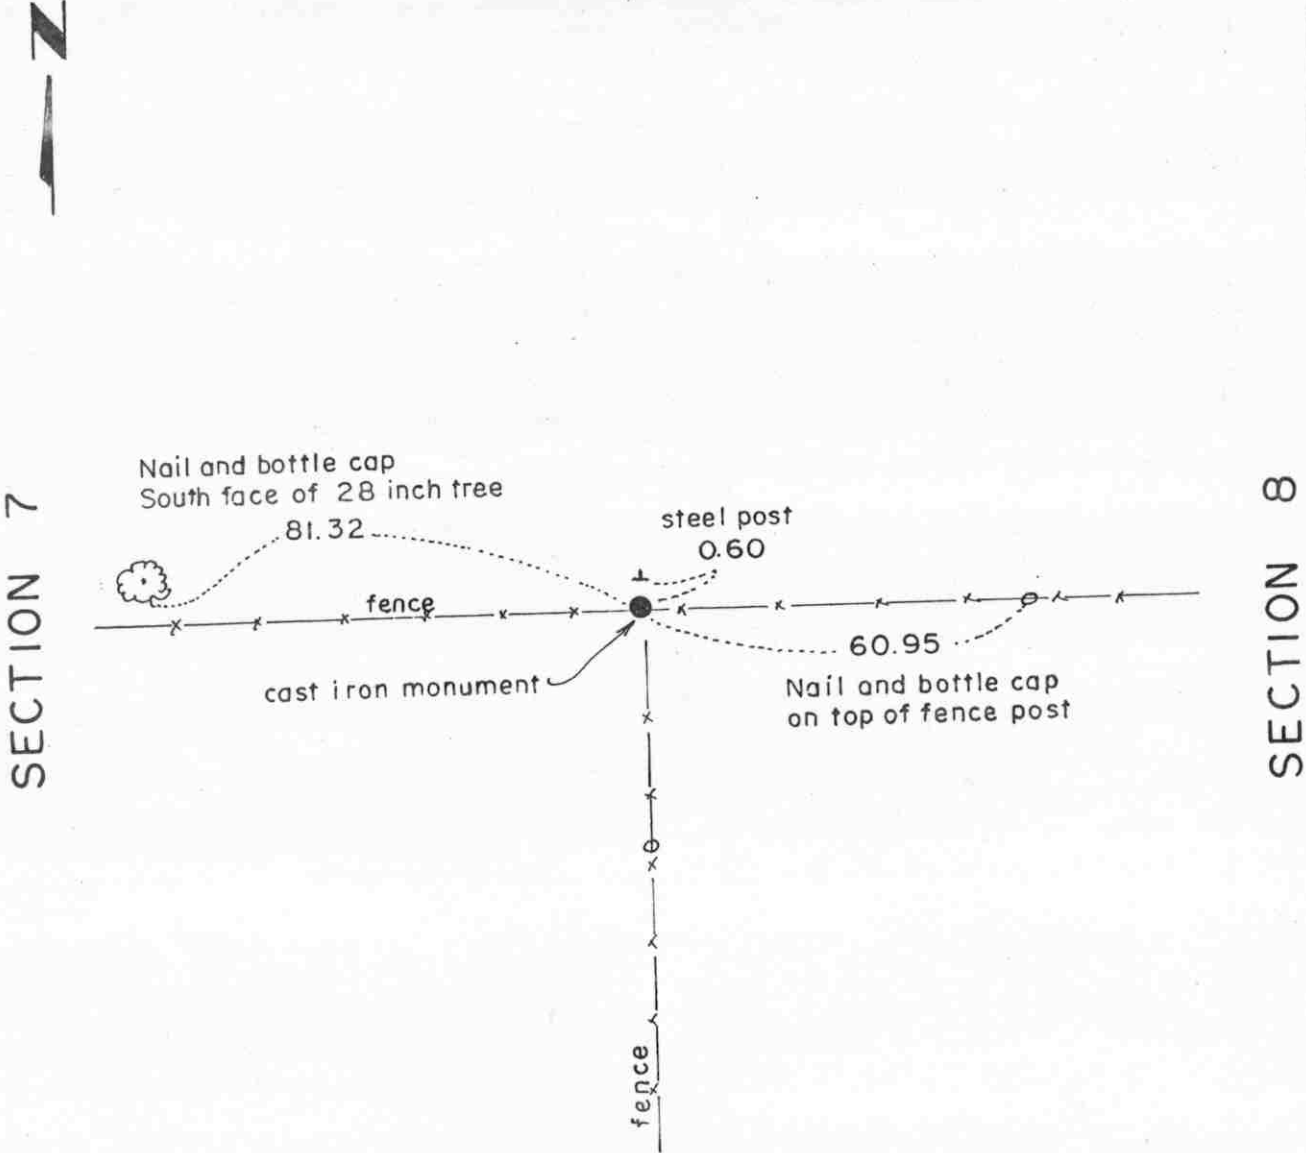 N
Nail and bottle cap
South face of 28 inch tree
81.32
steel post
0.60
fence
cast iron monument
60.95
Nail and bottle cap
on top of fence post
fence
SECTION 7
SECTION 8